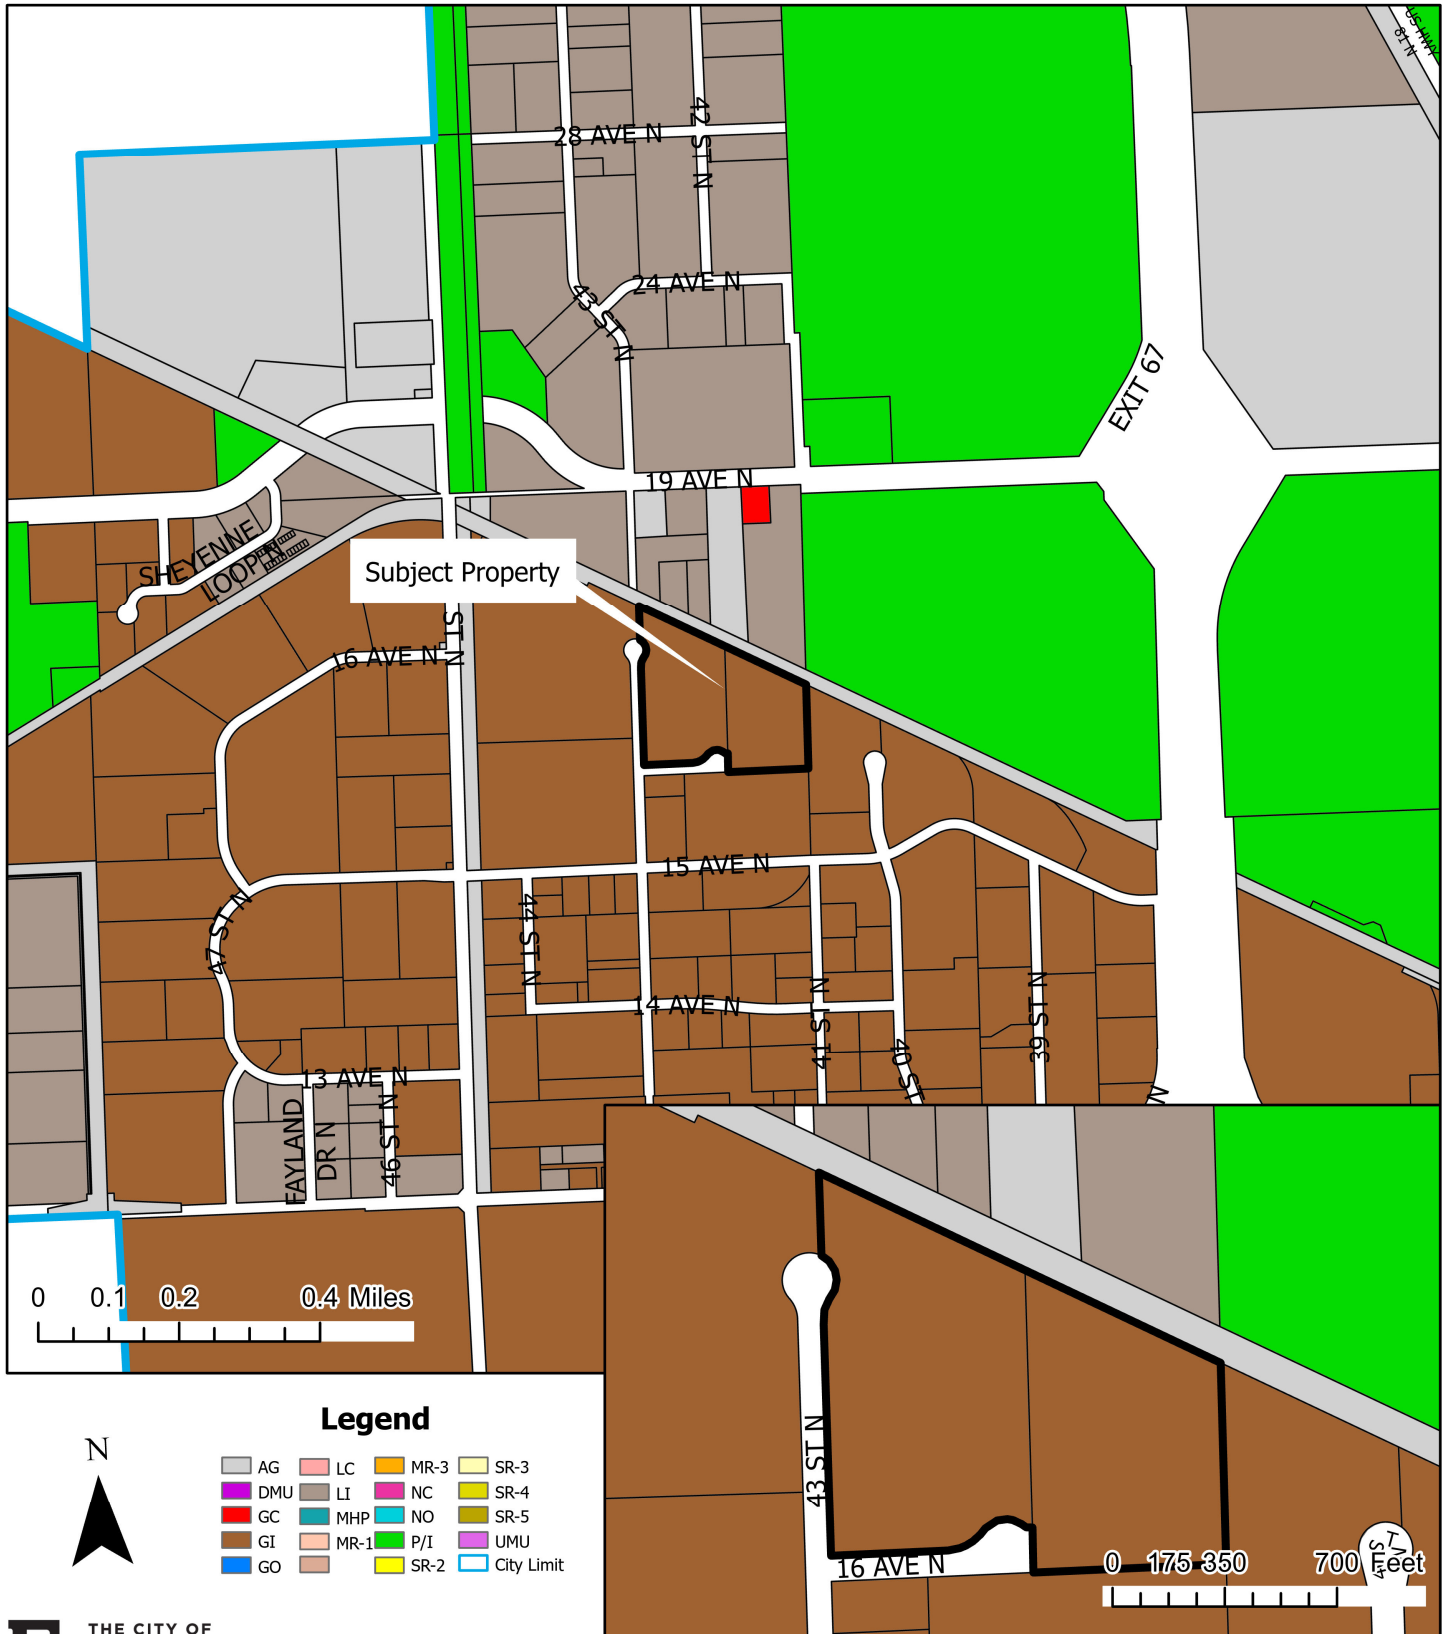 US HWY
81 N
28 AVE N
42 ST N
24 AVE N
43 ST N
EXIT 67
19 AVE N
SHEYENNE
LOOP N
Subject Property
ST N
16 AVE N
15 AVE N
47 ST N
44 ST N
14 AVE N
41 ST N
39 ST N
40 ST
13 AVE N
N
FAYLAND
DR N
46 ST N
0 0.1 0.2 0.4 Miles
43 ST N
16 AVE N
0 175 350 700 Feet
Legend
N
AG
DMU
GC
GI
GO
LC
LI
MHP
MR-1
MR-3
NC
NO
P/I
SR-2
SR-3
SR-4
SR-5
UMU
City Limit
THE CITY OF